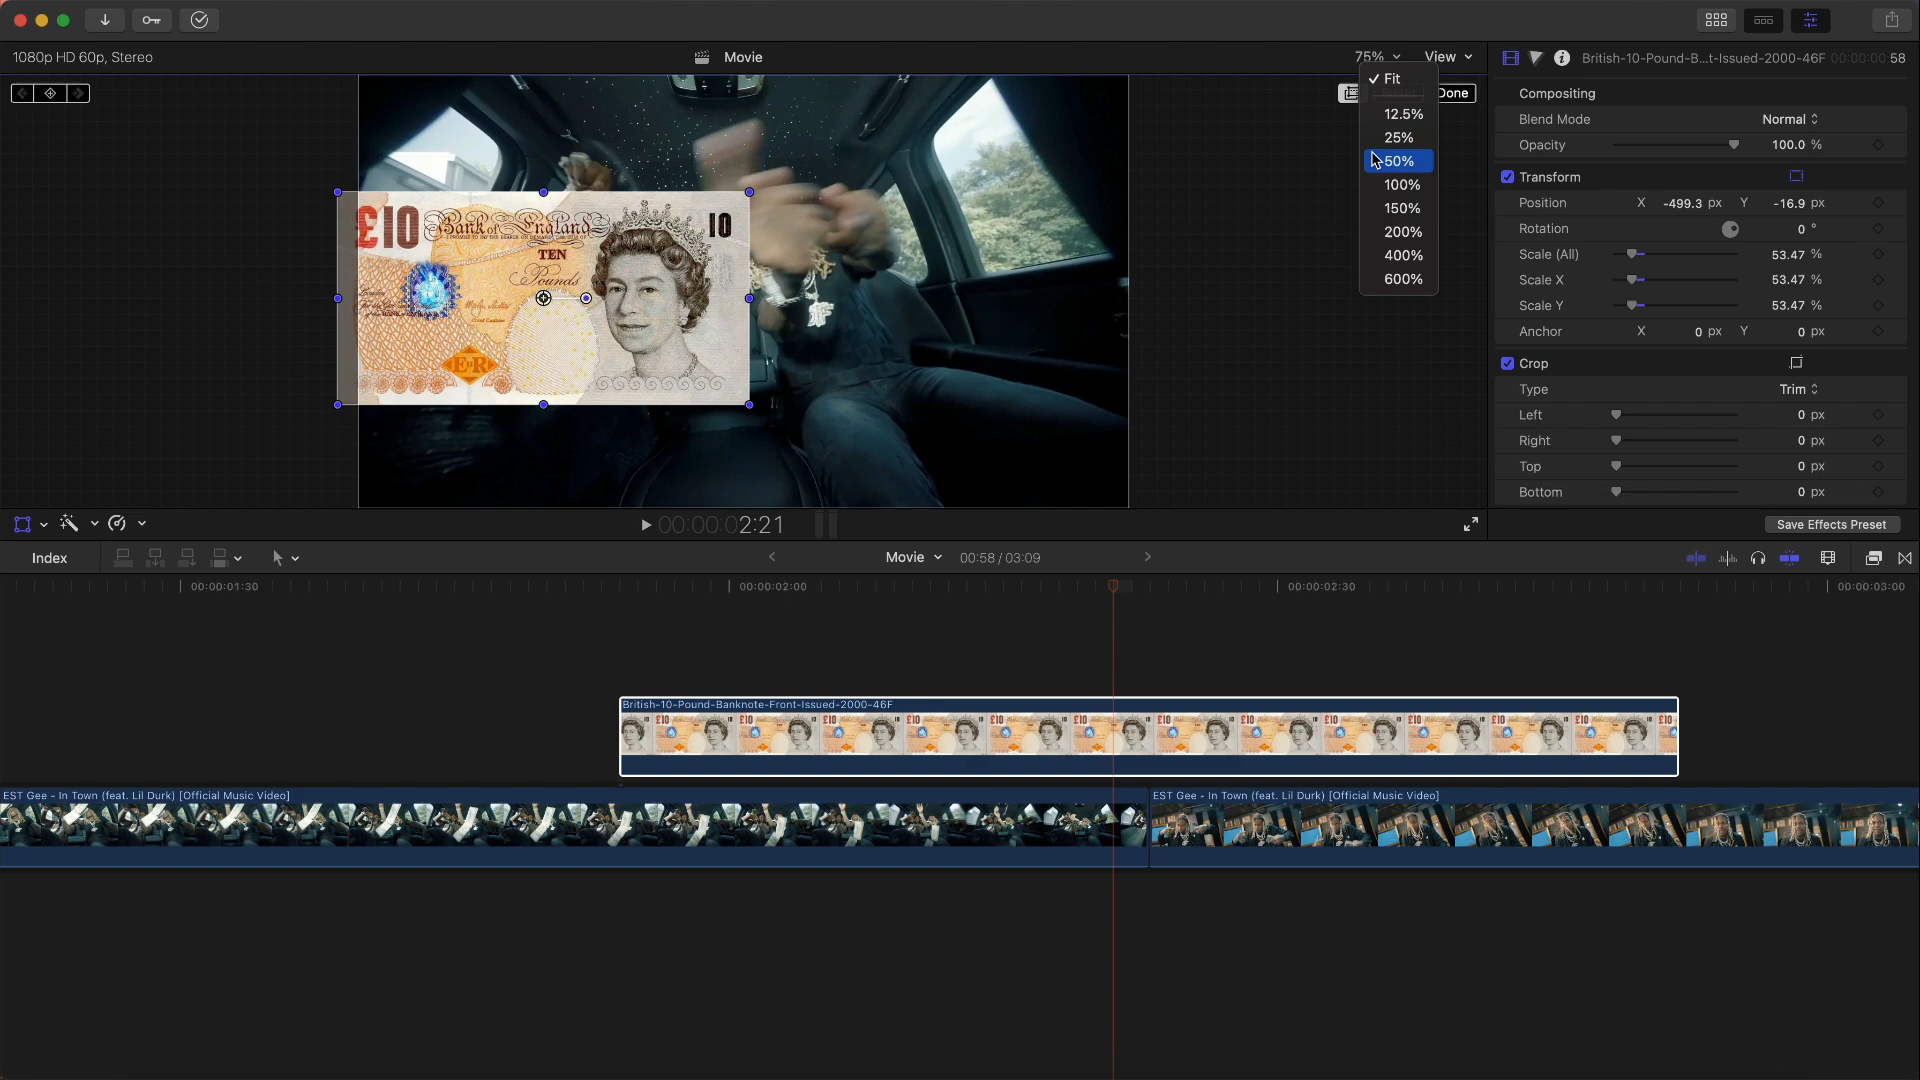 1080p HD 60p, Stereo
Movie
75%
View
British-10-Pound-B...t-Issued-2000-46F
00:00:00:58
Done
Fit
12.5%
25%
50%
100%
150%
200%
400%
600%
£10
Bank of England
10
TEN
Pounds
E R
Compositing
Blend Mode Normal
Opacity 100.0 %
Transform
Position X -499.3 px Y -16.9 px
Rotation 0 °
Scale (All) 53.47 %
Scale X 53.47 %
Scale Y 53.47 %
Anchor X 0 px Y 0 px
Crop
Type Trim
Left 0 px
Right 0 px
Top 0 px
Bottom 0 px
00:00:02:21
Save Effects Preset
Index
Movie
00:58 / 03:09
00:00:01:30
00:00:02:00
00:00:02:30
00:00:03:00
British-10-Pound-Banknote-Front-Issued-2000-46F
EST Gee - In Town (feat. Lil Durk) [Official Music Video]
EST Gee - In Town (feat. Lil Durk) [Official Music Video]